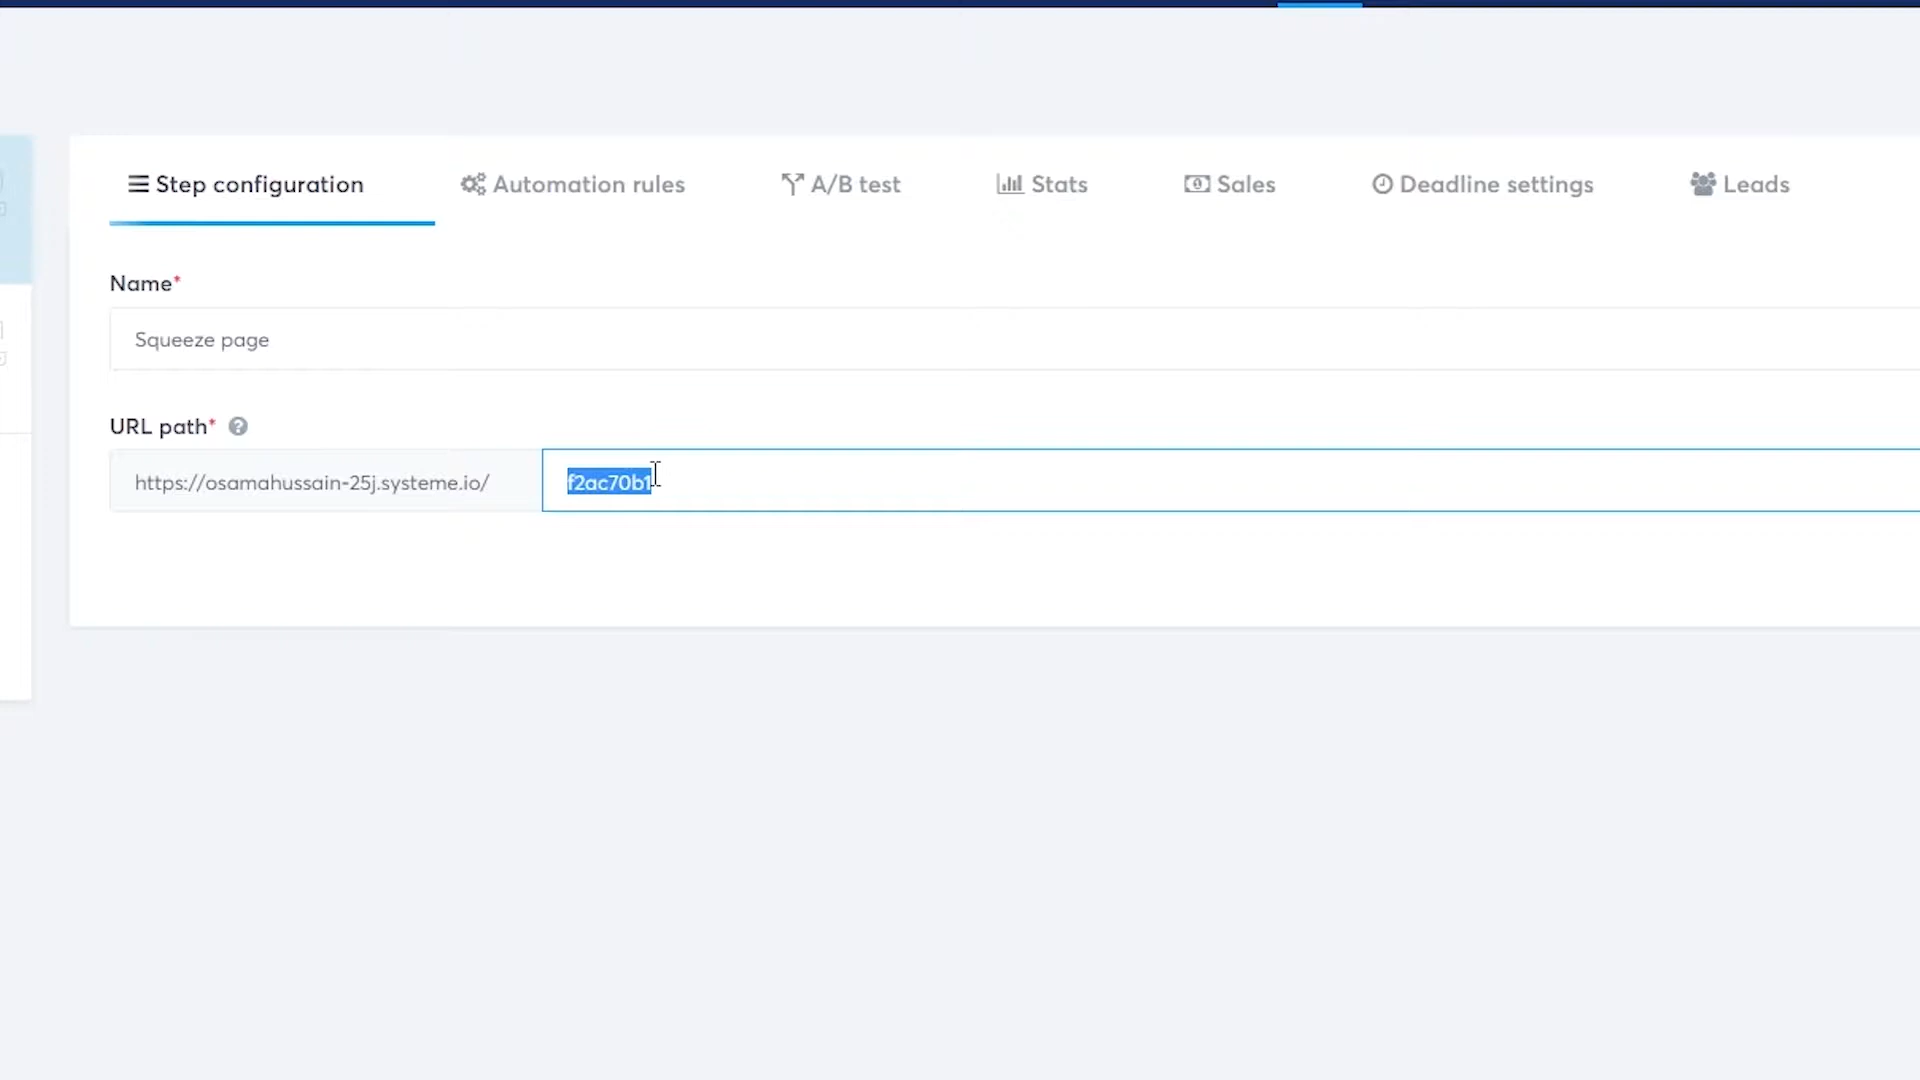 Step configuration
Automation rules
A/B test
Stats
Sales
Deadline settings
Leads
Name*
Squeeze page
URL path*
https://osamahussain-25j.systeme.io/
f2ac70b1